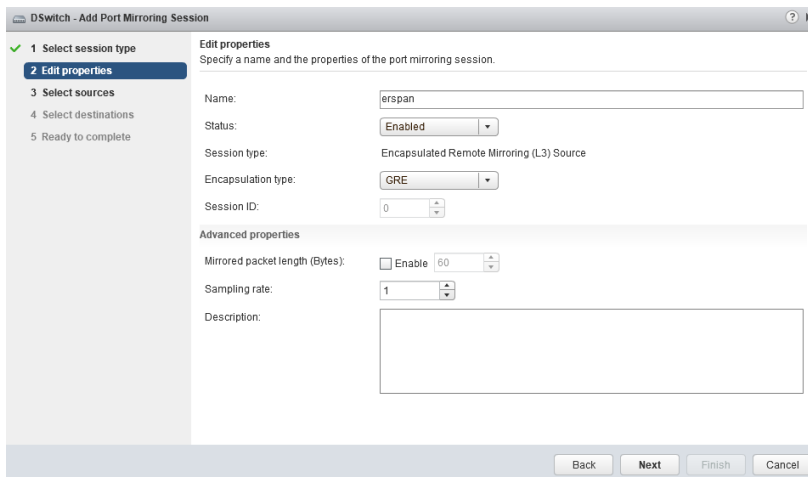 DSwitch - Add Port Mirroring Session
?
1 Select session type
2 Edit properties
3 Select sources
4 Select destinations
5 Ready to complete
Edit properties
Specify a name and the properties of the port mirroring session.
Name: erspan
Status: Enabled
Session type: Encapsulated Remote Mirroring (L3) Source
Encapsulation type: GRE
Session ID: 0
Advanced properties
Mirrored packet length (Bytes): Enable 60
Sampling rate: 1
Description:
Back Next Finish Cancel